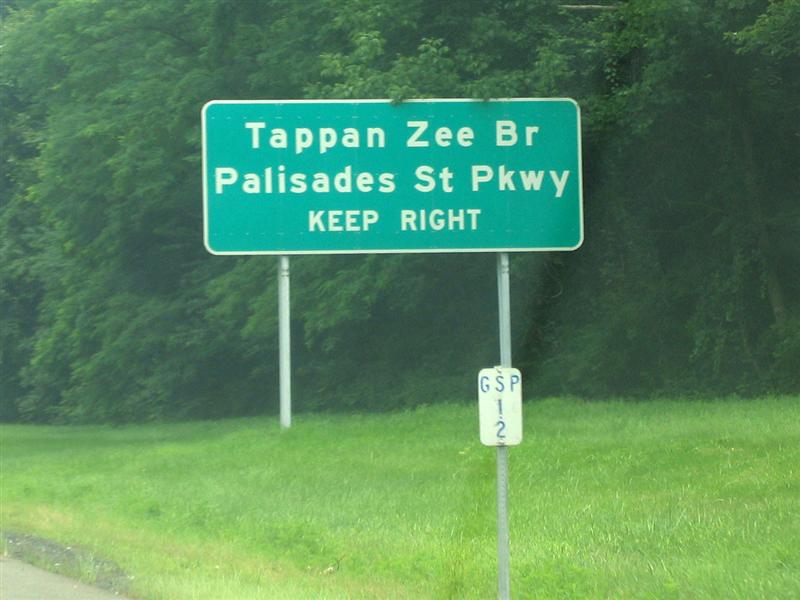 Tappan Zee Br
Palisades St Pkwy
KEEP RIGHT
GSP
1
2